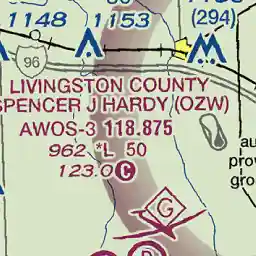 1148
1153
(294)
96
LIVINGSTON COUNTY
SPENCER J HARDY (OZW)
AWOS-3 118.875
962 *L 50
123.0 C
G